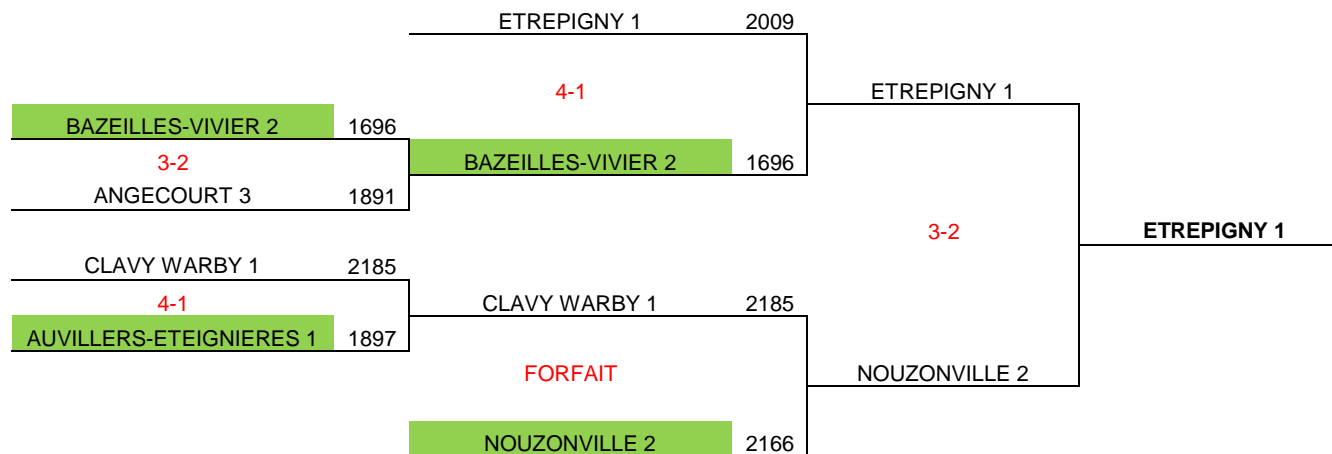 ETREPIGNY 1 2009
4-1 ETREPIGNY 1
BAZEILLES-VIVIER 2 1696
3-2 BAZEILLES-VIVIER 2 1696
ANGECOURT 3 1891
3-2 ETREPIGNY 1
CLAVY WARBY 1 2185
4-1 CLAVY WARBY 1 2185
AUVILLERS-ETEIGNIERES 1 1897
FORFAIT NOUZONVILLE 2
NOUZONVILLE 2 2166